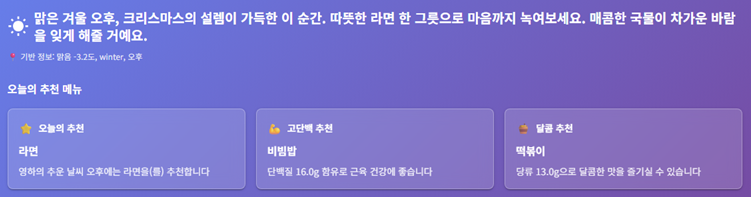 맑은 겨울 오후, 크리스마스의 설렘이 가득한 이 순간. 따뜻한 라면 한 그릇으로 마음까지 녹여보세요. 매콤한 국물이 차가운 바람
을 잊게 해줄 거예요.
기반 정보: 맑음 -3.2도, winter, 오후
오늘의 추천 메뉴
오늘의 추천
라면
영하의 추운 날씨 오후에는 라면을(를) 추천합니다
고단백 추천
비빔밥
단백질 16.0g 함유로 근육 건강에 좋습니다
달콤 추천
떡볶이
당류 13.0g으로 달콤한 맛을 즐기실 수 있습니다